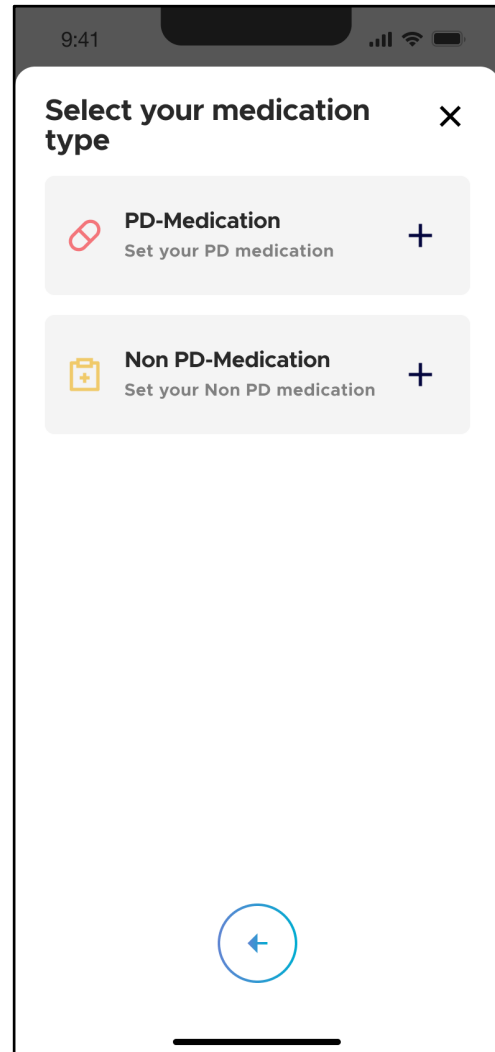 9:41
Select your medication
type
PD-Medication
Set your PD medication
Non PD-Medication
Set your Non PD medication